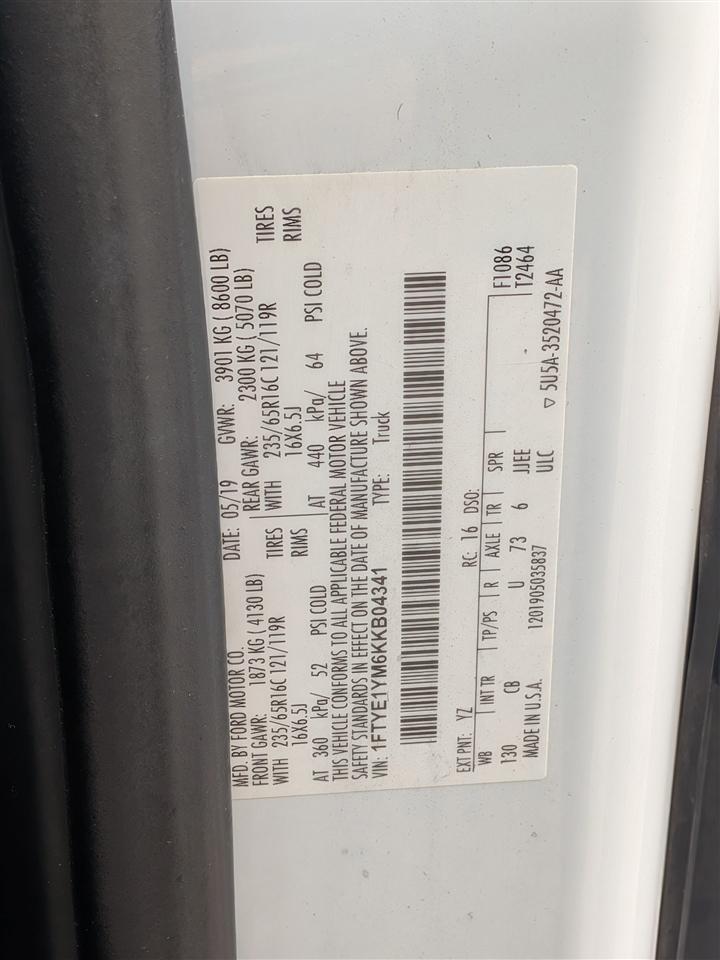 MFD. BY FORD MOTOR CO. DATE: 05/19 GVWR: 3901 KG ( 8600 LB)
FRONT GAWR: 1873 KG ( 4130 LB) REAR GAWR: 2300 KG ( 5070 LB)
WITH 235/65R16C 121/119R TIRES WITH 235/65R16C 121/119R TIRES
16X6.5J RIMS 16X6.5J RIMS
AT 360 kPa/ 52 PSI COLD AT 440 kPa/ 64 PSI COLD
THIS VEHICLE CONFORMS TO ALL APPLICABLE FEDERAL MOTOR VEHICLE
SAFETY STANDARDS IN EFFECT ON THE DATE OF MANUFACTURE SHOWN ABOVE.
VIN: 1FTYE1YM6KKB04341 TYPE: Truck
EXT PNT: YZ RC: 16 DSO:
WB INT TR TP/PS R AXLE TR SPR F1086
130 CB U 73 6 JJEE T2464
MADE IN U.S.A. 1201905035837 ULC ▽ 5U5A-3520472-AA